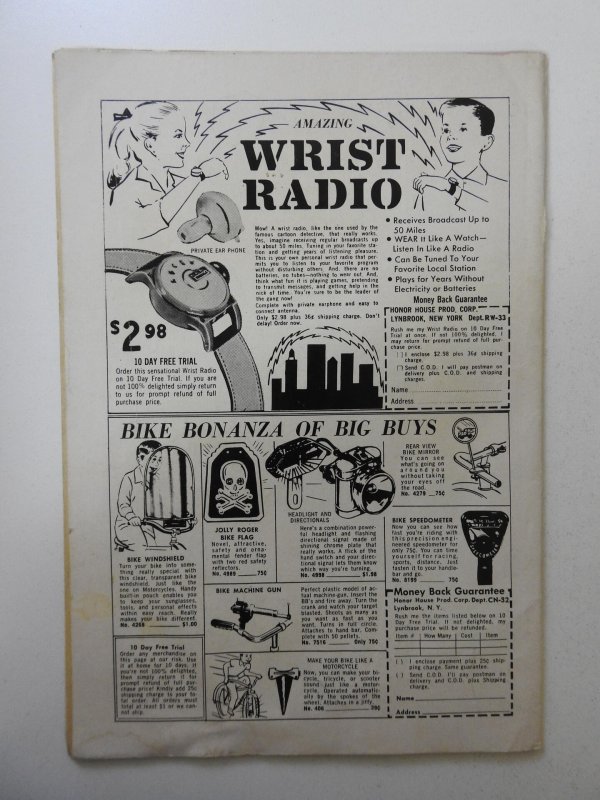 AMAZING
WRIST
RADIO
PRIVATE EAR PHONE
Wow! A wrist radio, like the one used by the
famous cartoon detective, that really works.
Yes, imagine receiving regular broadcasts up
to about 50 miles. Tuning in your favorite sta-
tion and getting years of listening pleasure.
This is your own personal wrist radio that per-
mits you to listen to your favorite program
without disturbing others. And, there are no
batteries, no tubes—nothing to wear out. And,
think what fun it is playing games, pretending
to transmit messages, and getting help in the
nick of time. You're sure to be the leader of
the gang now!
Complete with private earphone and easy to
connect antenna.
Only $2.98 plus 36¢ shipping charge. Don't
delay! Order now.
• Receives Broadcast Up to
50 Miles
• WEAR It Like A Watch—
Listen In Like A Radio
• Can Be Tuned To Your
Favorite Local Station
• Plays for Years Without
Electricity or Batteries
$2 98
10 DAY FREE TRIAL
Order this sensational Wrist Radio
on 10 Day Free Trial. If you are
not 100% delighted simply return
to us for prompt refund of full
purchase price.
Money Back Guarantee
HONOR HOUSE PROD. CORP.
LYNBROOK, NEW YORK Dept. RW-33
Rush me my Wrist Radio on 10 Day Free
Trial at once. If not 100% delighted, I
may return for prompt refund of full pur-
chase price.
( ) I enclose $2.98 plus 36¢ shipping
charge.
( ) Send C.O.D. I will pay postman on
delivery plus C.O.D. and shipping
charges.
Name
Address
BIKE BONANZA OF BIG BUYS
BIKE WINDSHIELD
Turn your bike into some-
thing really special with
this clear, transparent bike
windshield. Just like the
one on Motorcycles. Handy
built-in pouch enables you
to keep your sunglasses,
tools, and personal effects
within easy reach. Really
makes your bike wonderful.
No. 4268 $1.00
JOLLY ROGER
BIKE FLAG
Novel, attractive,
safety and orna-
mental fender flap
with two red safety
reflectors.
No. 4989 75¢
HEADLIGHT AND
DIRECTIONALS
Here's a combination power-
ful headlight and flashing
directional signal made of
shining chrome plate that
really works. A flick of the
hand switch and your direc-
tional signal lets them know
which way you're turning.
No. 4998 $1.98
REAR VIEW
BIKE MIRROR
You can see
what's going on
around you
without taking
your eyes off
the road.
No. 4279 75¢
BIKE SPEEDOMETER
Now you can see how
fast you're riding with
this precision engi-
neered speedometer for
only 75¢. You can time
yourself for racing,
sports, distance. Just
fasten it to your handle-
bar and go.
No. 8199 75¢
BIKE MACHINE GUN
Perfect plastic model of ac-
tual machine-gun. Insert the
BB's and fire away. Turn the
crank and watch your target
blasted. Shoots as many as
you want as fast as you
want. Turns in full circle.
Attaches to hand bar. Com-
plete with 50 pellets.
No. 7516 Only 75¢
10 Day Free Trial
Order any merchandise on
this page at our risk. Use
it at home for 10 days. If
you're not 100% delighted,
then simply return it for
prompt refund of full pur-
chase price! Kindly add 25¢
shipping charge to your to-
tal order. All orders must
total at least $1 or we can-
not ship.
MAKE YOUR BIKE LIKE A
MOTORCYCLE
Now, you can make your bi-
cycle, tricycle, or scooter
sound just like a motor-
cycle. Operated automatic-
ally by the spokes of the
wheel. Attaches in a jiffy.
No. 406 39¢
Money Back Guarantee
Honor House Prod. Corp. Dept. CN-32
Lynbrook, N. Y.
Rush me the items listed below on 10
Day Free Trial. If not delighted, my
purchase price will be refunded.
Item # How Many Cost Item
( ) I enclose payment plus 25¢ ship-
ping charge. Same guarantee.
( ) Send C.O.D. I'll pay postman on
delivery and C.O.D. plus Shipping
charge.
Name
Address